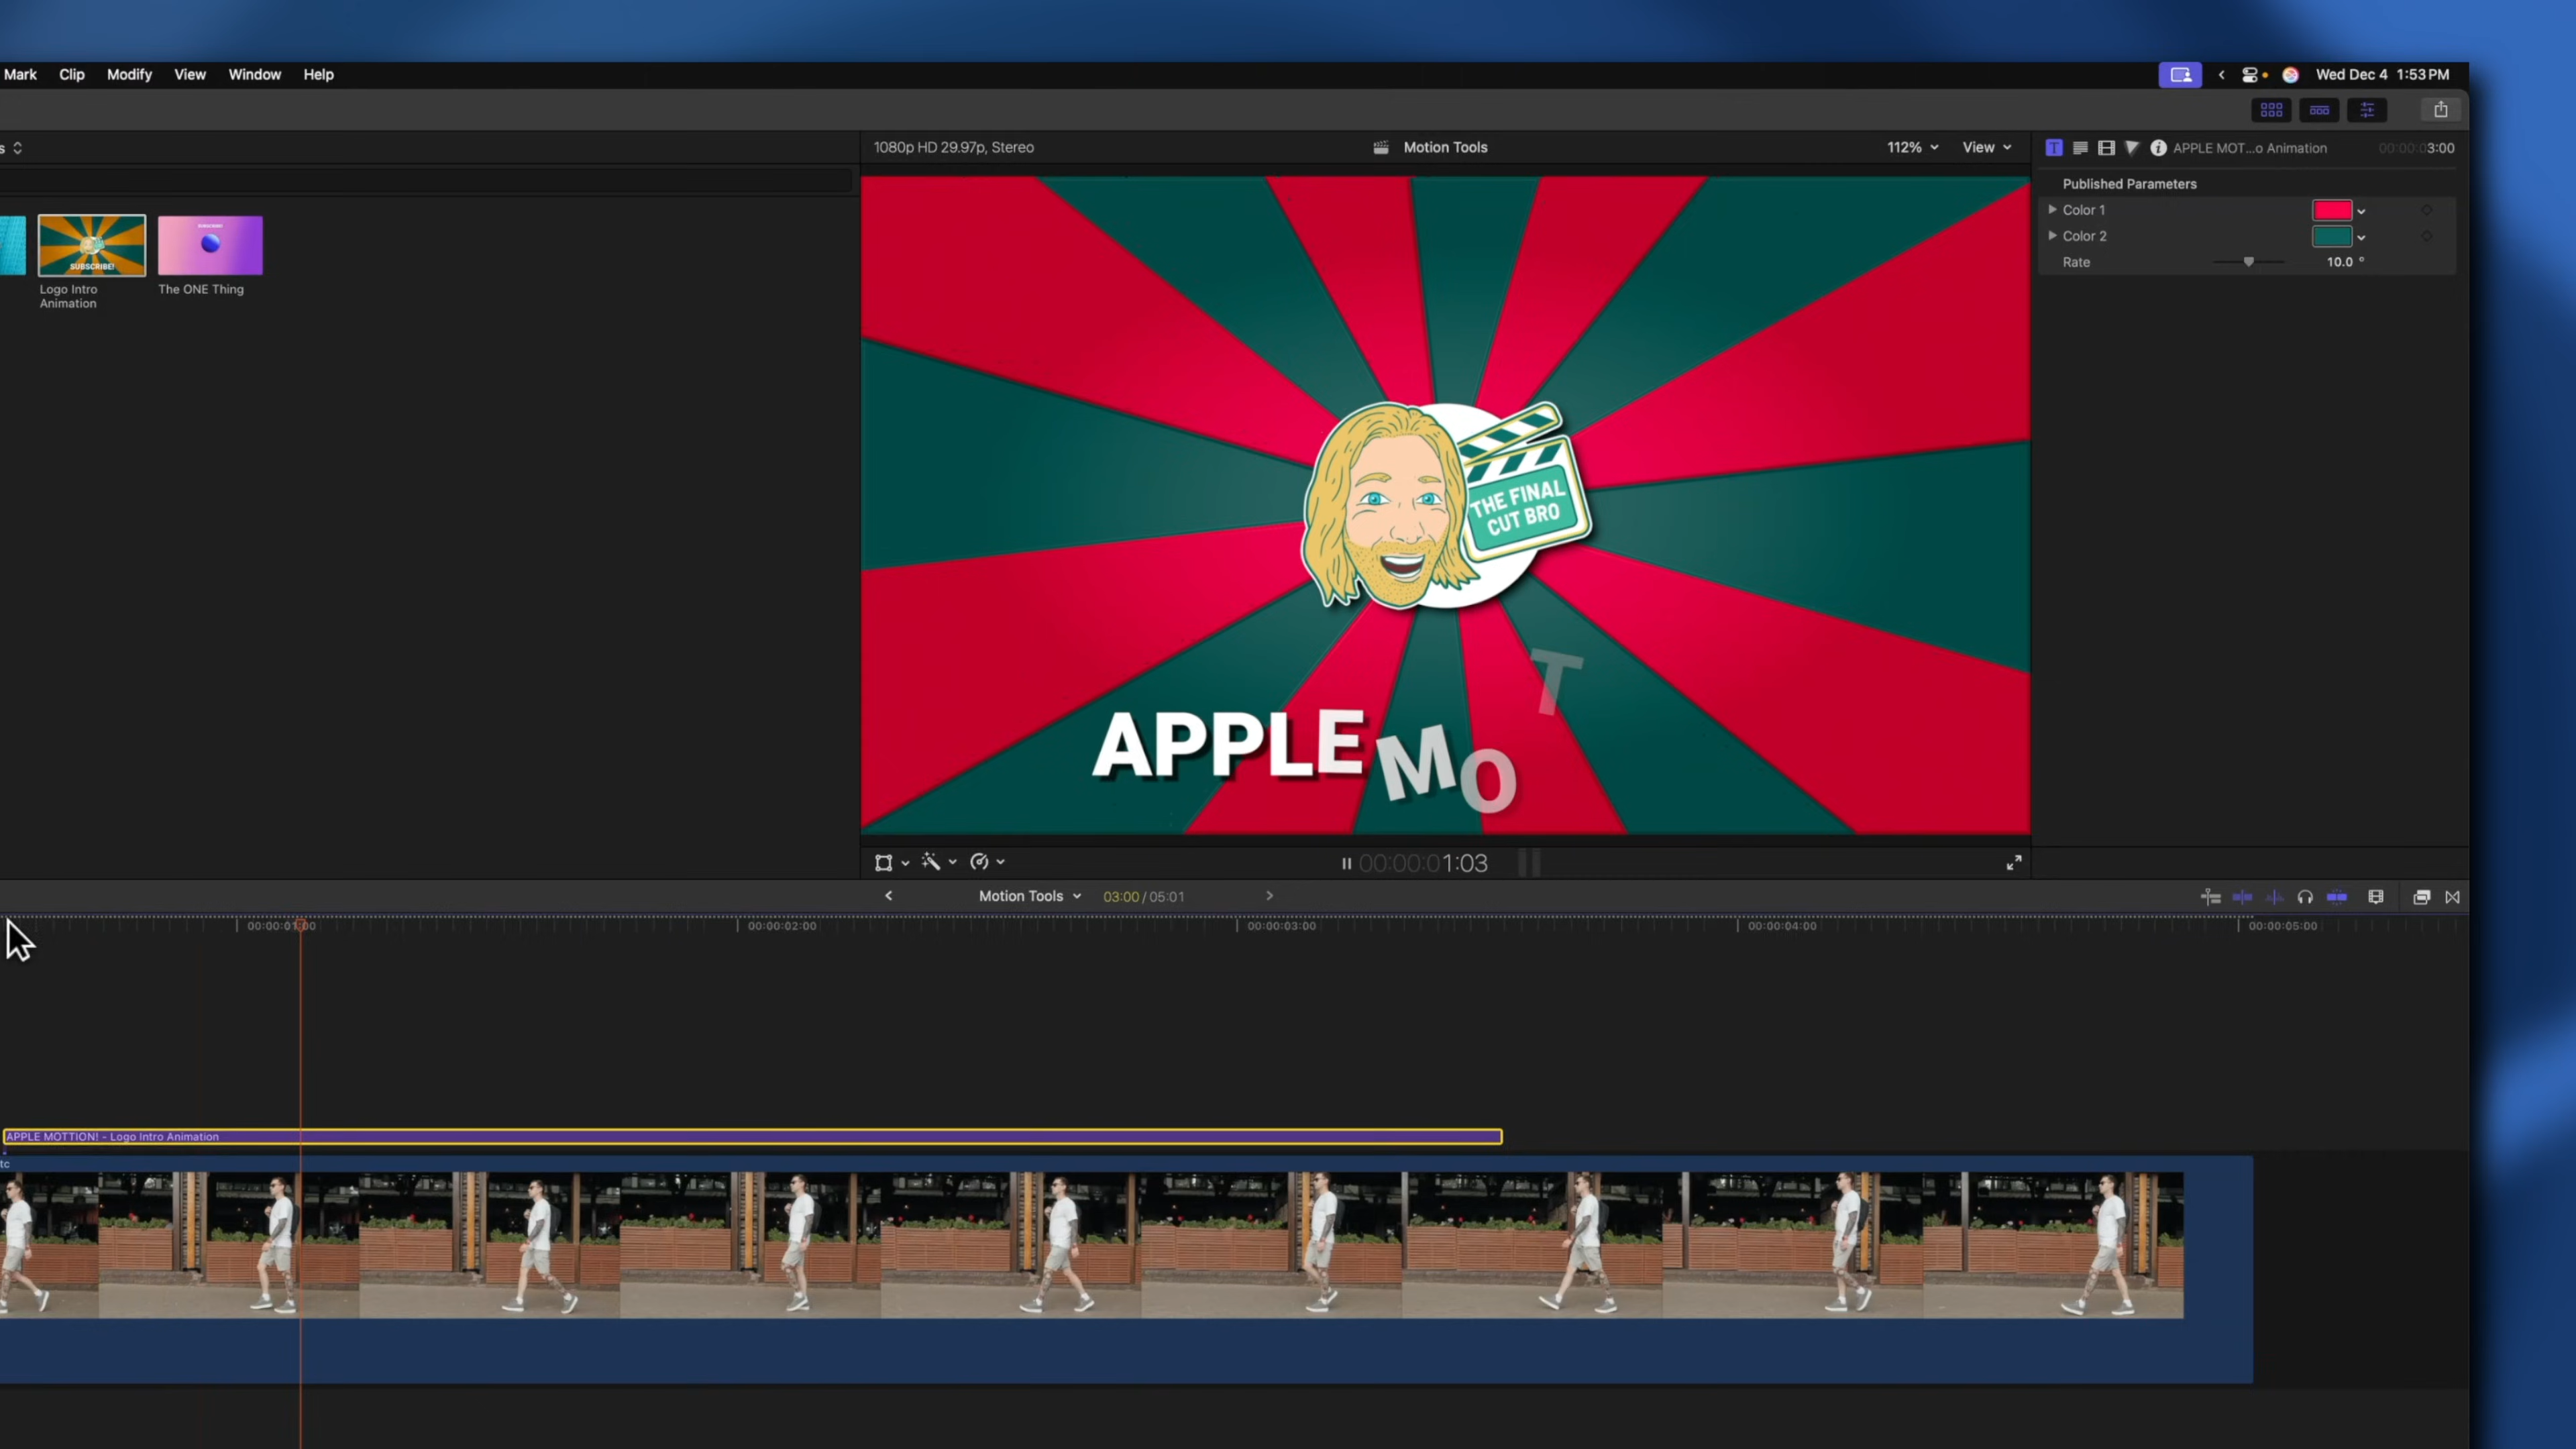 Mark Clip Modify View Window Help
Wed Dec 4 1:53 PM
s
1080p HD 29.97p, Stereo
Motion Tools
112%
View
APPLE MOT...o Animation
00:00:03:00
Published Parameters
Color 1
Color 2
Rate
10.0 °
SUBSCRIBE!
Logo Intro
Animation
The ONE Thing
THE FINAL
CUT BRO
APPLE MOT
00:00:01:03
Motion Tools
03:00 / 05:01
00:00:01:00
00:00:02:00
00:00:03:00
00:00:04:00
00:00:05:00
APPLE MOTTION! - Logo Intro Animation
tc